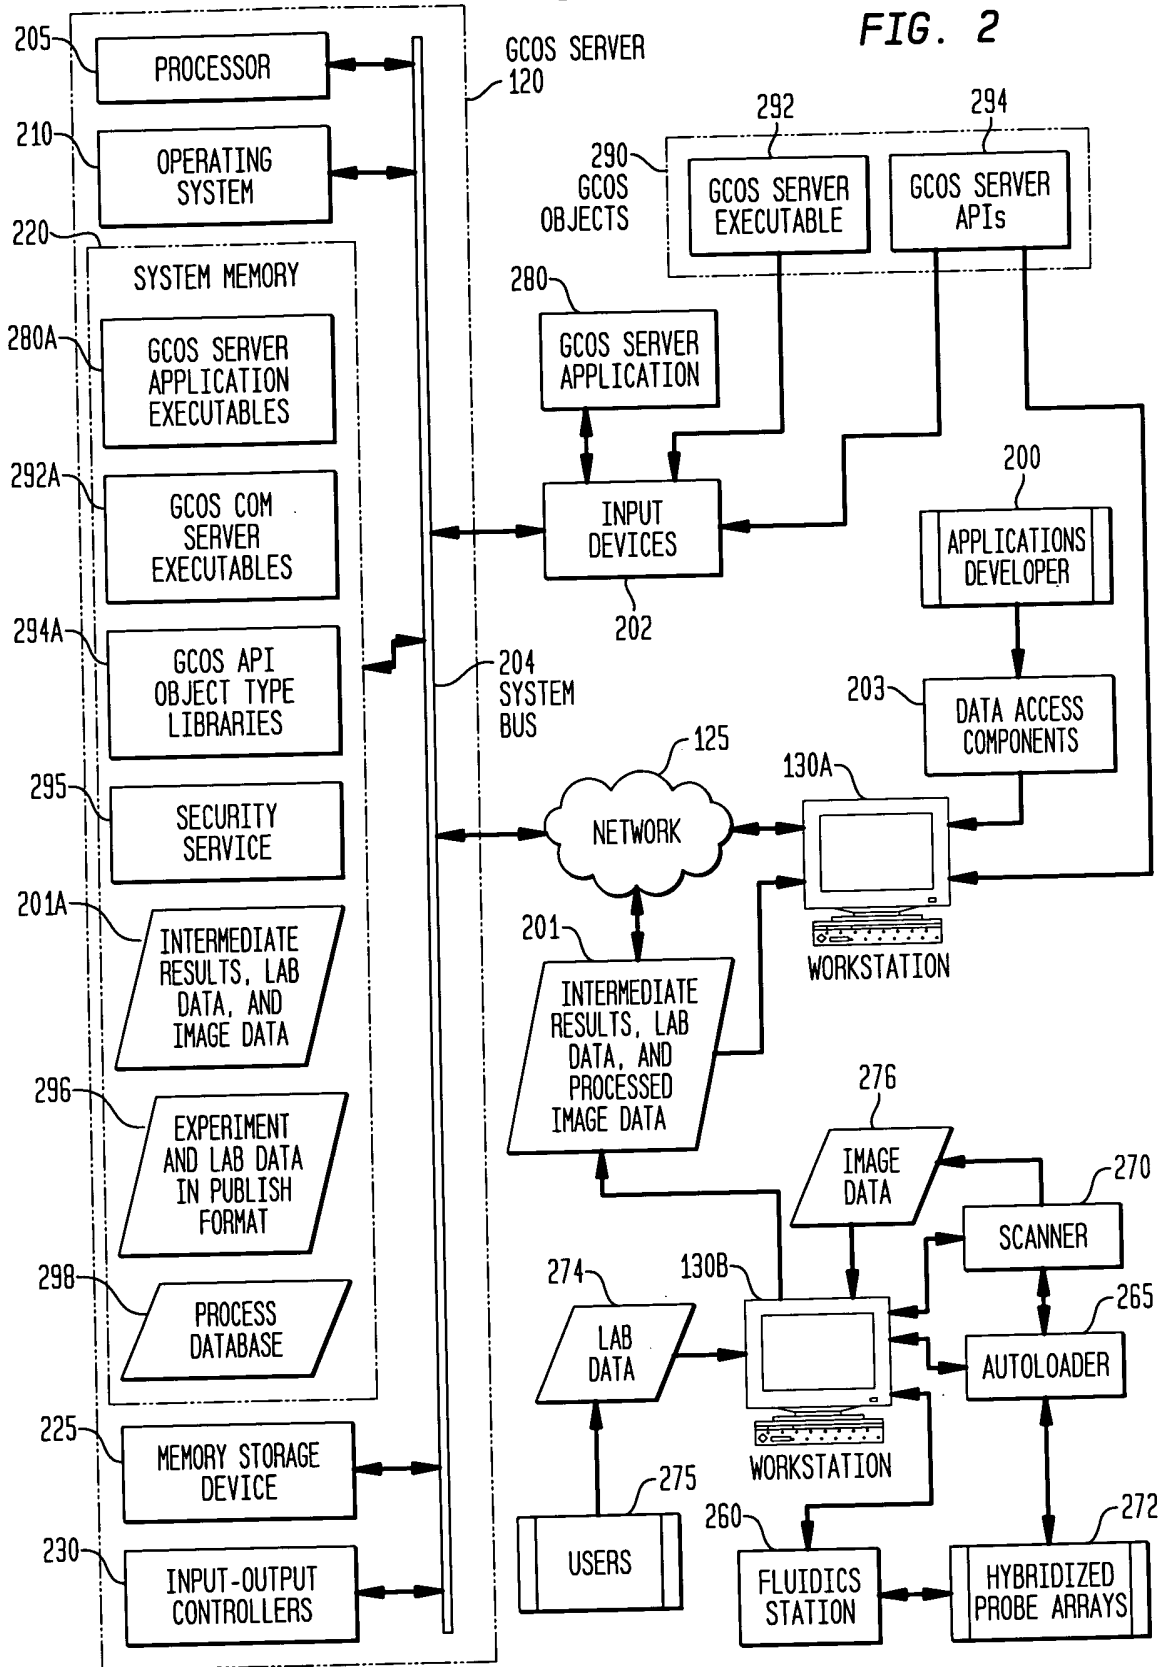 FIG. 2
205
PROCESSOR
GCOS SERVER
120
210
OPERATING
SYSTEM
220
SYSTEM MEMORY
280A
GCOS SERVER
APPLICATION
EXECUTABLES
292A
GCOS COM
SERVER
EXECUTABLES
294A
GCOS API
OBJECT TYPE
LIBRARIES
295
SECURITY
SERVICE
201A
INTERMEDIATE
RESULTS, LAB
DATA, AND
IMAGE DATA
296
EXPERIMENT
AND LAB DATA
IN PUBLISH
FORMAT
298
PROCESS
DATABASE
225
MEMORY STORAGE
DEVICE
230
INPUT-OUTPUT
CONTROLLERS
204
SYSTEM
BUS
290
GCOS
OBJECTS
292
GCOS SERVER
EXECUTABLE
294
GCOS SERVER
APIs
280
GCOS SERVER
APPLICATION
INPUT
DEVICES
202
200
APPLICATIONS
DEVELOPER
203
DATA ACCESS
COMPONENTS
125
NETWORK
130A
WORKSTATION
201
INTERMEDIATE
RESULTS, LAB
DATA, AND
PROCESSED
IMAGE DATA
276
IMAGE
DATA
270
SCANNER
274
LAB
DATA
130B
WORKSTATION
265
AUTOLOADER
275
USERS
260
FLUIDICS
STATION
272
HYBRIDIZED
PROBE ARRAYS